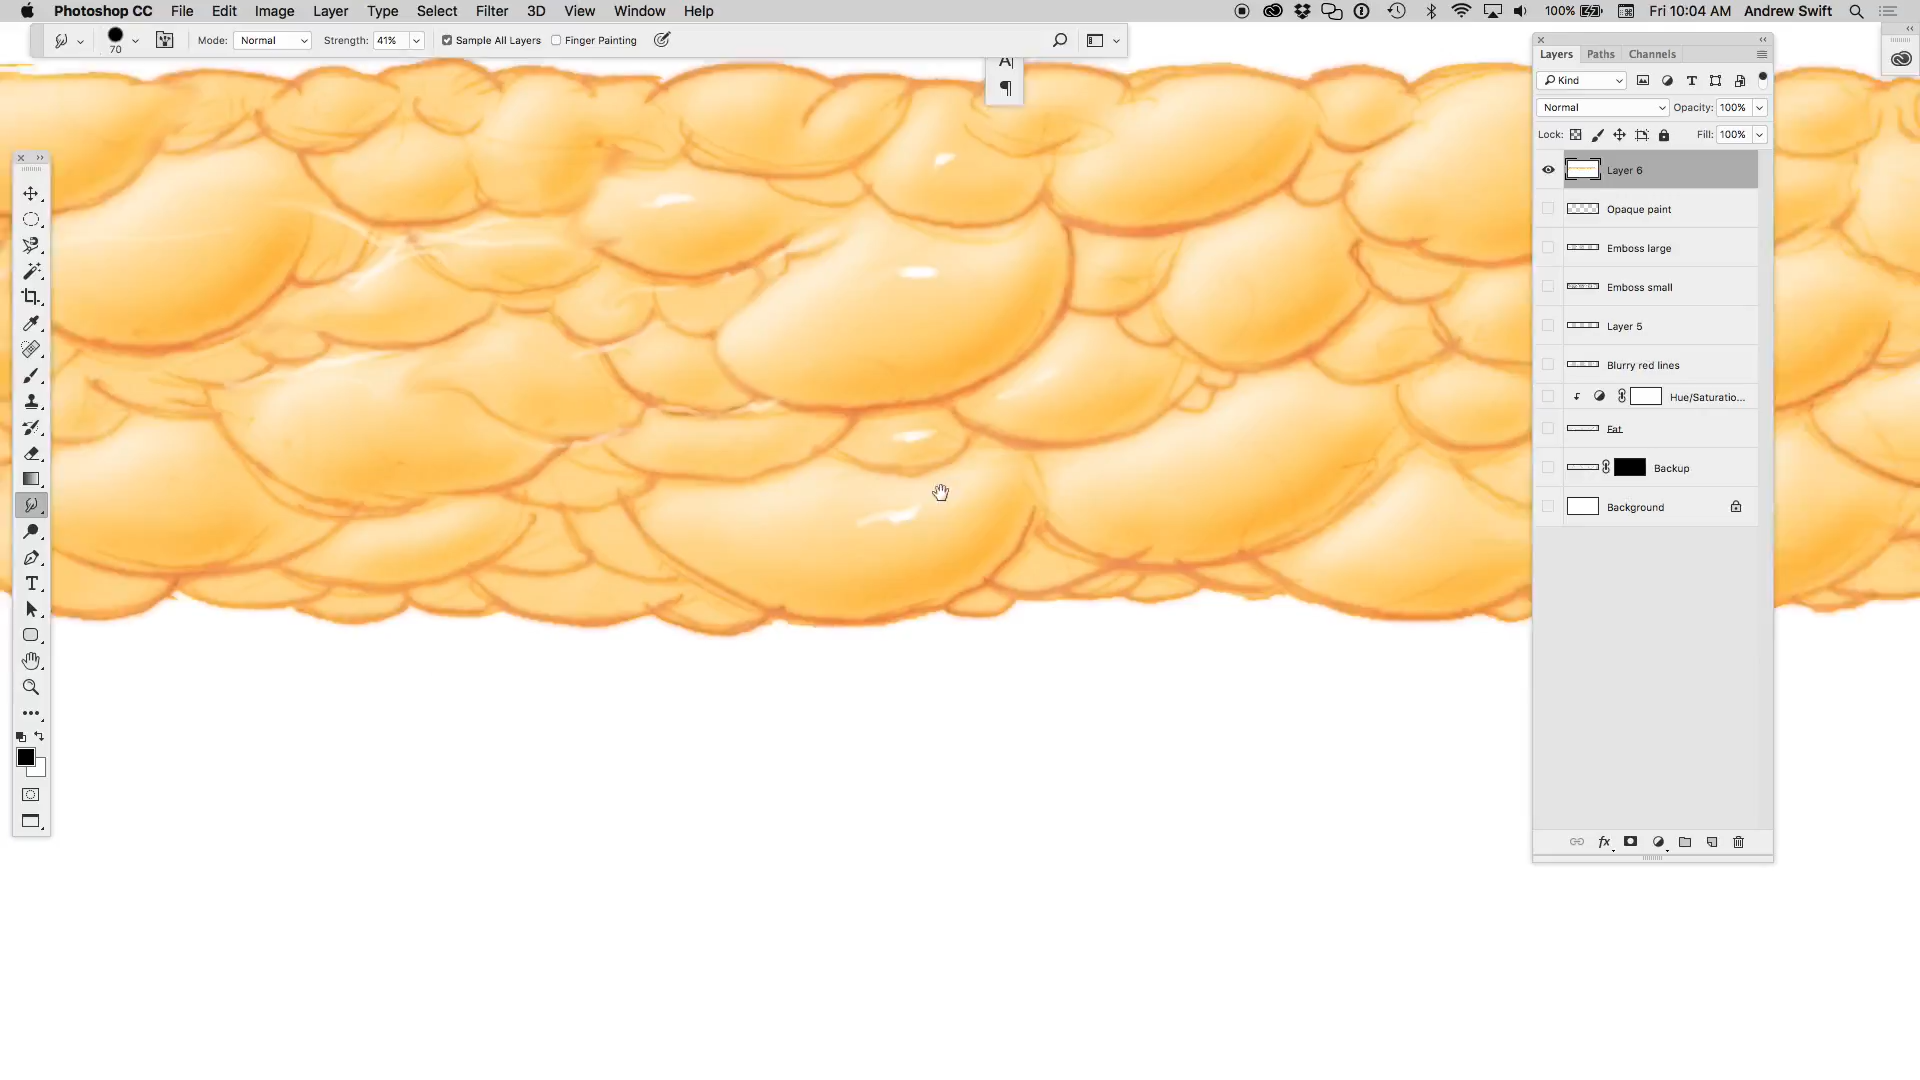 Photoshop CC File Edit Image Layer Type Select Filter 3D View Window Help 100% Fri 10:04 AM Andrew Swift
70 Mode: Normal Strength: 41% Sample All Layers Finger Painting
A|
¶
Layers Paths Channels
Kind
Normal Opacity: 100%
Lock: Fill: 100%
Layer 6
Opaque paint
Emboss large
Emboss small
Layer 5
Blurry red lines
Hue/Saturatio...
Fat
Backup
Background
fx